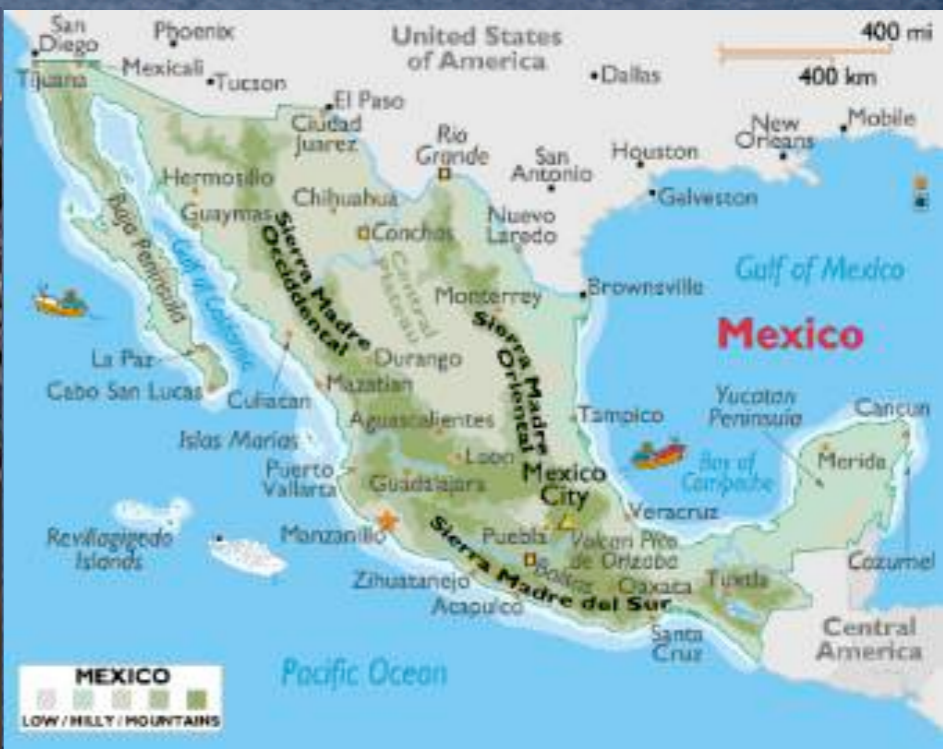 San
Diego
Phoenix
United States
of America
400 mi
400 km
Tijuana
Mexicali
Tucson
Dallas
El Paso
Ciudad
Juarez
Rio
Grande
San
Antonio
Houston
New
Orleans
Mobile
Galveston
Hermosillo
Guaymas
Chihuahua
Conchos
Nuevo
Laredo
Baja Peninsula
Gulf of California
Sierra Madre
Occidental
Central
Plateau
Monterrey
Brownsville
Gulf of Mexico
Mexico
Sierra Madre
Oriental
La Paz
Cabo San Lucas
Culiacan
Durango
Mazatlan
Aguascalientes
Tampico
Yucatan
Peninsula
Cancun
Islas Marias
Leon
Mexico
City
Bay of
Campeche
Merida
Puerto
Vallarta
Guadalajara
Veracruz
Revillagigedo
Islands
Manzanillo
Puebla
Volcan Pico
de Orizaba
Cozumel
Sierra Madre del Sur
Balsas
Oaxaca
Tuxtla
Zihuatanejo
Acapulco
Santa
Cruz
Central
America
Pacific Ocean
MEXICO
LOW / HILLY / MOUNTAINS